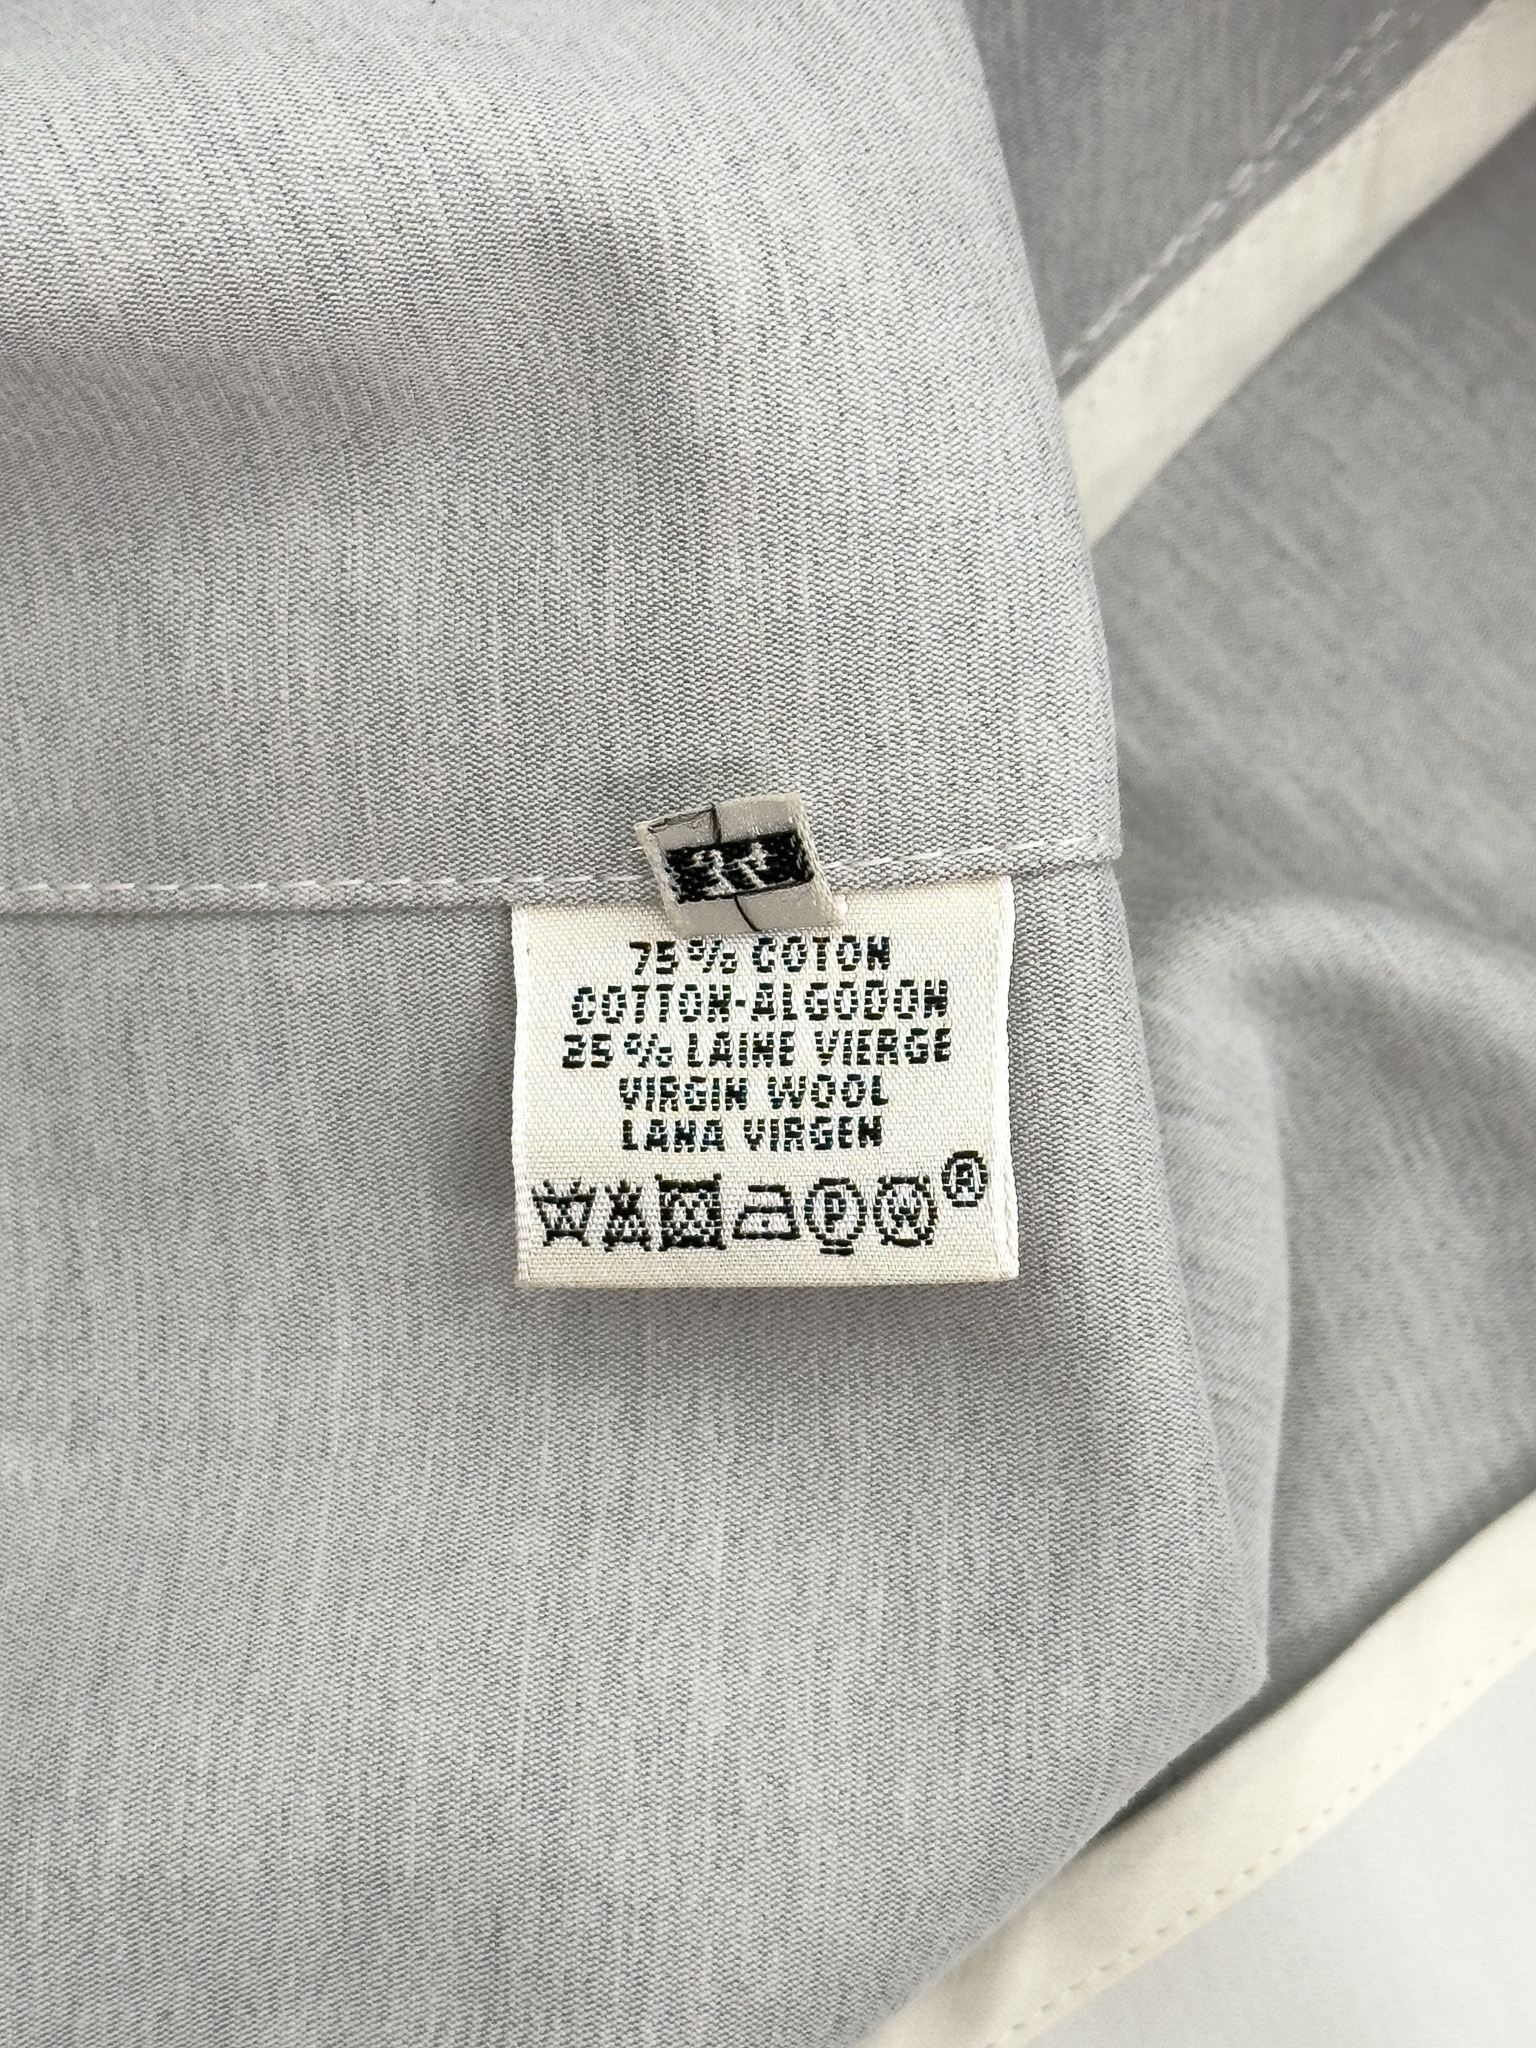 75% COTON
COTTON-ALGODON
25% LAINE VIERGE
VIRGIN WOOL
LANA VIRGEN
P W ®